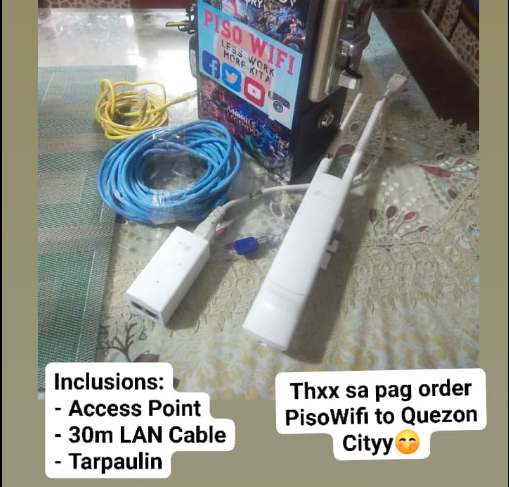 PISO WIFI
LESS WORK
MORE KITA
Inclusions:
- Access Point
- 30m LAN Cable
- Tarpaulin
Thxx sa pag order
PisoWifi to Quezon
Cityy😚